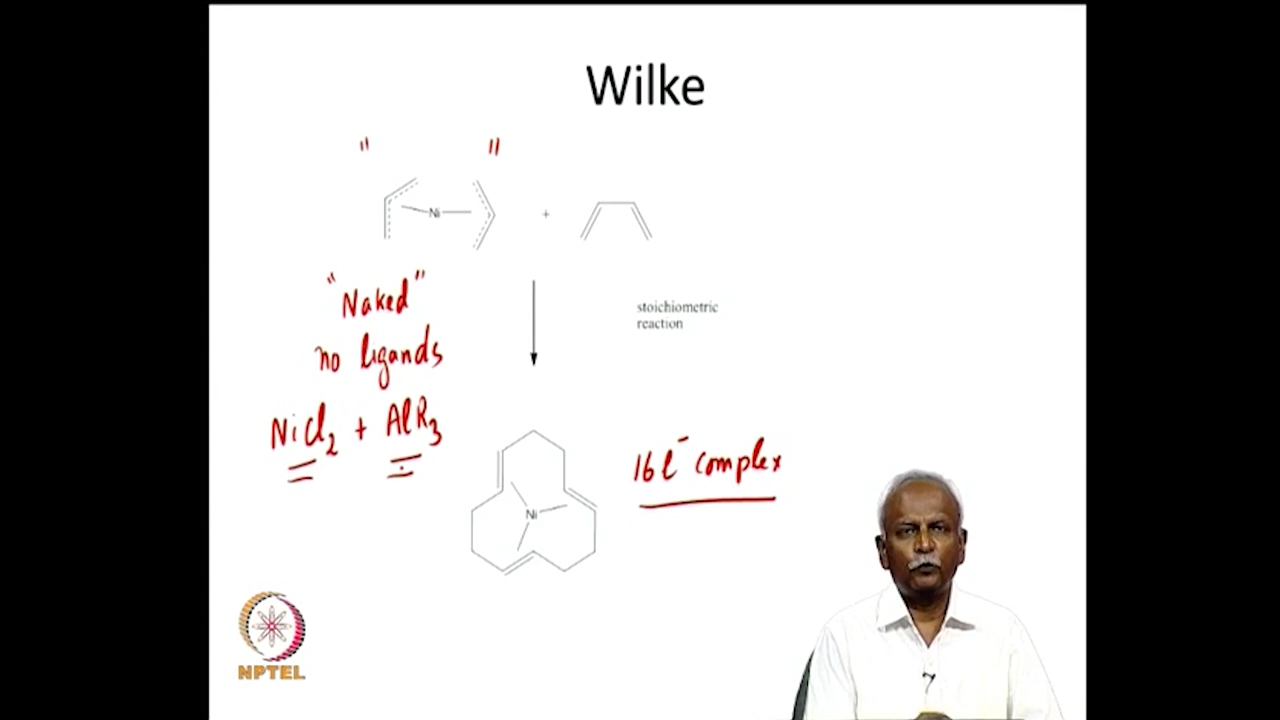 Wilke
" "
Ni
+
"Naked"
no ligands
NiCl2 + AlR3
stoichiometric
reaction
Ni
16e- complex
NPTEL